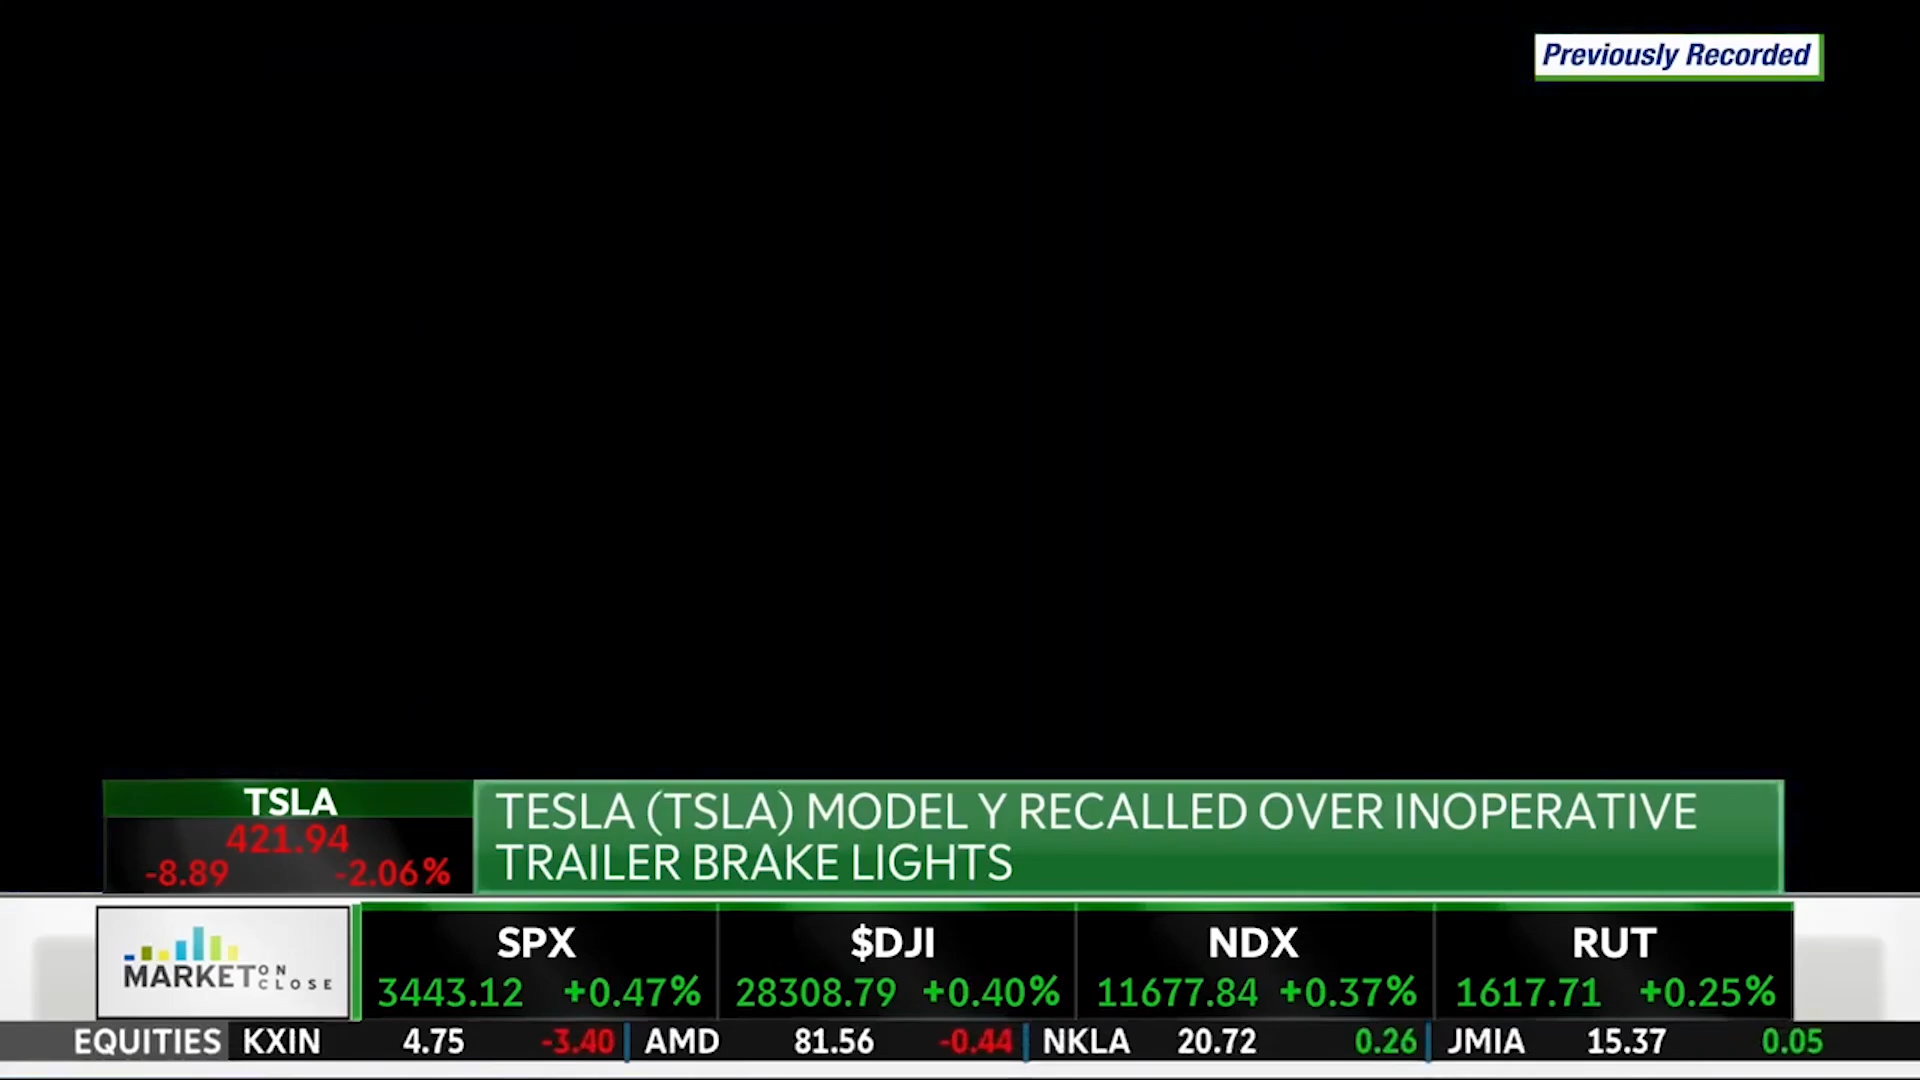 Previously Recorded
TSLA
421.94
-8.89 -2.06%
TESLA (TSLA) MODEL Y RECALLED OVER INOPERATIVE
TRAILER BRAKE LIGHTS
MARKET ON CLOSE
SPX
3443.12 +0.47%
$DJI
28308.79 +0.40%
NDX
11677.84 +0.37%
RUT
1617.71 +0.25%
EQUITIES KXIN 4.75 -3.40 AMD 81.56 -0.44 NKLA 20.72 0.26 JMIA 15.37 0.05